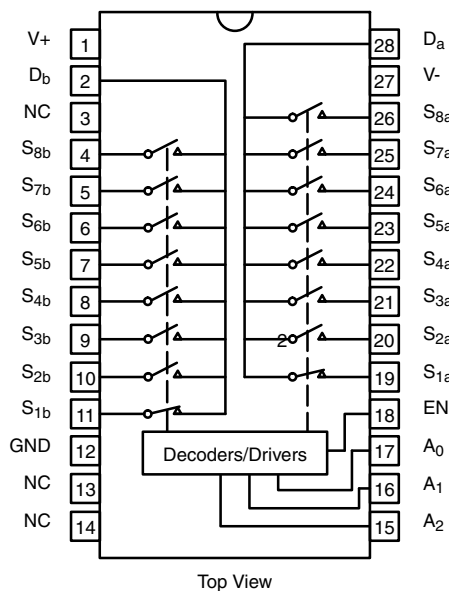 V+ 1 28 Da
Db 2 27 V-
NC 3 26 S8a
S8b 4 25 S7a
S7b 5 24 S6a
S6b 6 23 S5a
S5b 7 22 S4a
S4b 8 21 S3a
S3b 9 2 20 S2a
S2b 10 19 S1a
S1b 11 18 EN
GND 12 Decoders/Drivers 17 A0
NC 13 16 A1
NC 14 15 A2
Top View